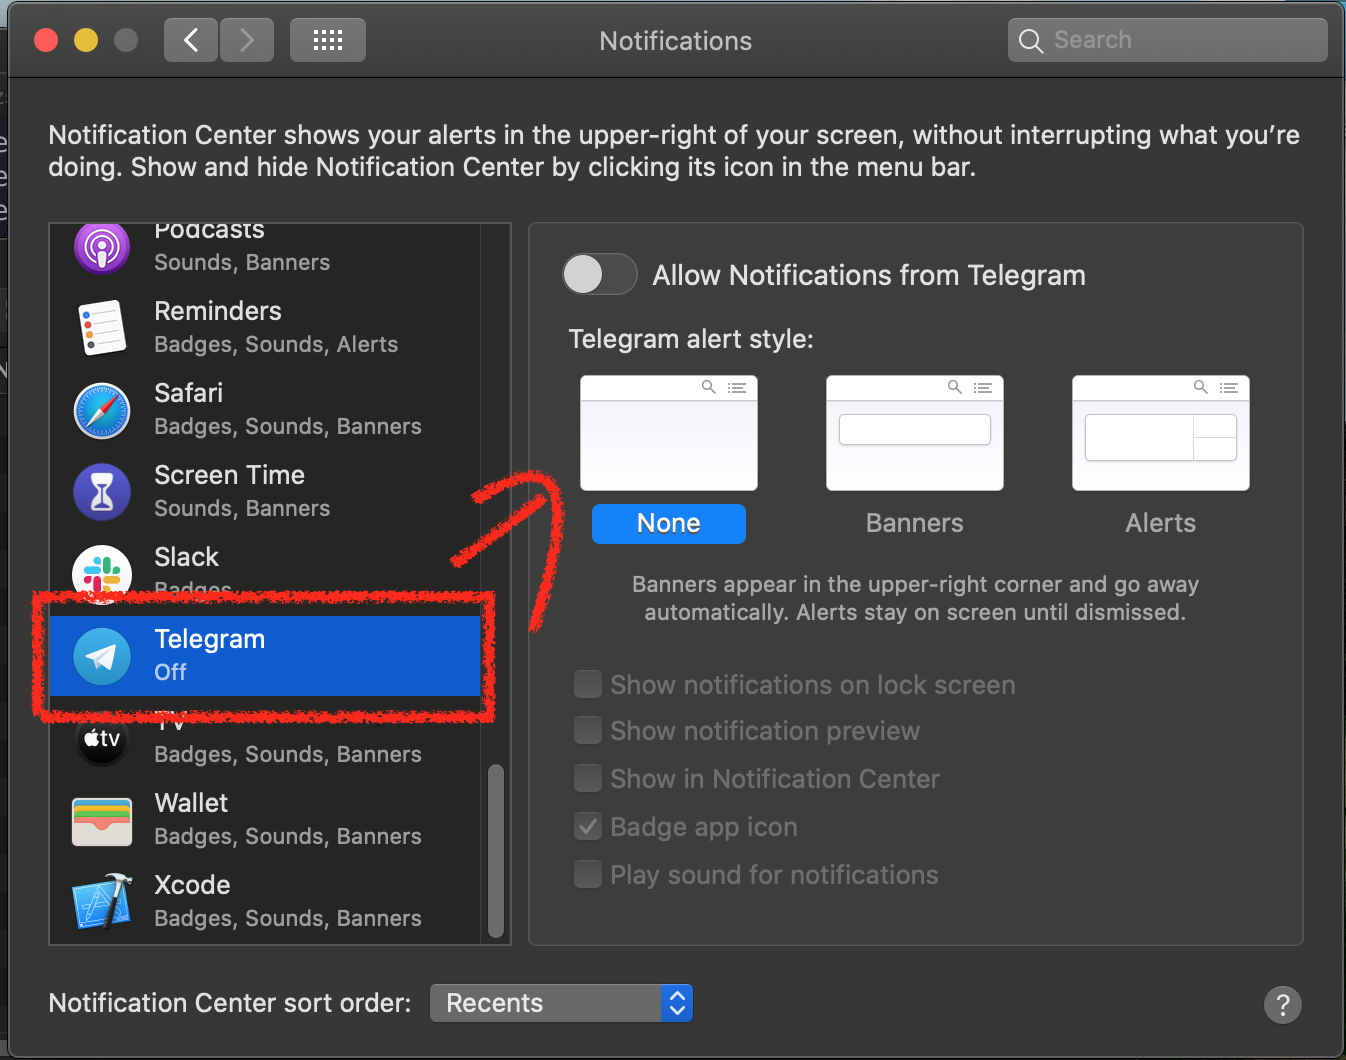 Notifications
Search
Notification Center shows your alerts in the upper-right of your screen, without interrupting what you’re
doing. Show and hide Notification Center by clicking its icon in the menu bar.
Podcasts
Sounds, Banners
Reminders
Badges, Sounds, Alerts
Safari
Badges, Sounds, Banners
Screen Time
Sounds, Banners
Slack
Badges
Telegram
Off
TV
tv
Badges, Sounds, Banners
Wallet
Badges, Sounds, Banners
Xcode
Badges, Sounds, Banners
Allow Notifications from Telegram
Telegram alert style:
None
Banners
Alerts
Banners appear in the upper-right corner and go away
automatically. Alerts stay on screen until dismissed.
Show notifications on lock screen
Show notification preview
Show in Notification Center
Badge app icon
Play sound for notifications
Notification Center sort order:
Recents
?